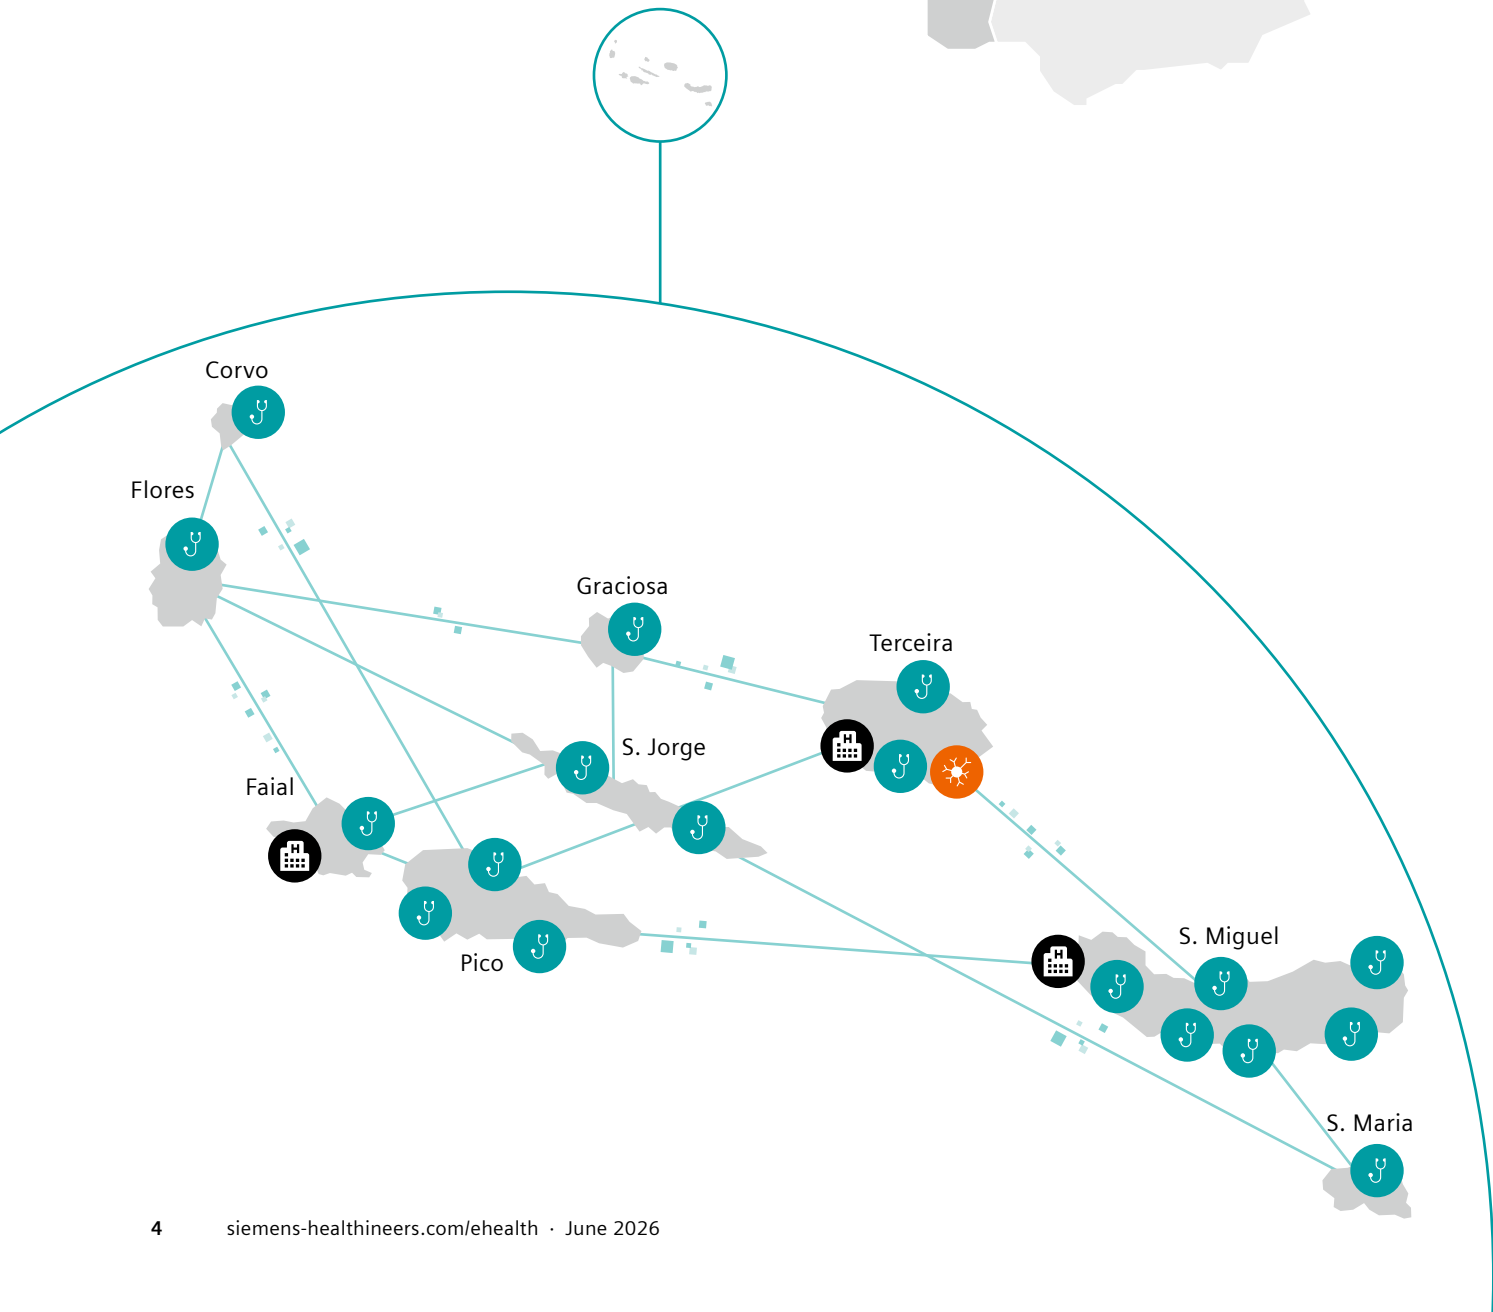 Corvo
Flores
Graciosa
Terceira
S. Jorge
Faial
S. Miguel
Pico
S. Maria
4 siemens-healthineers.com/ehealth · June 2026